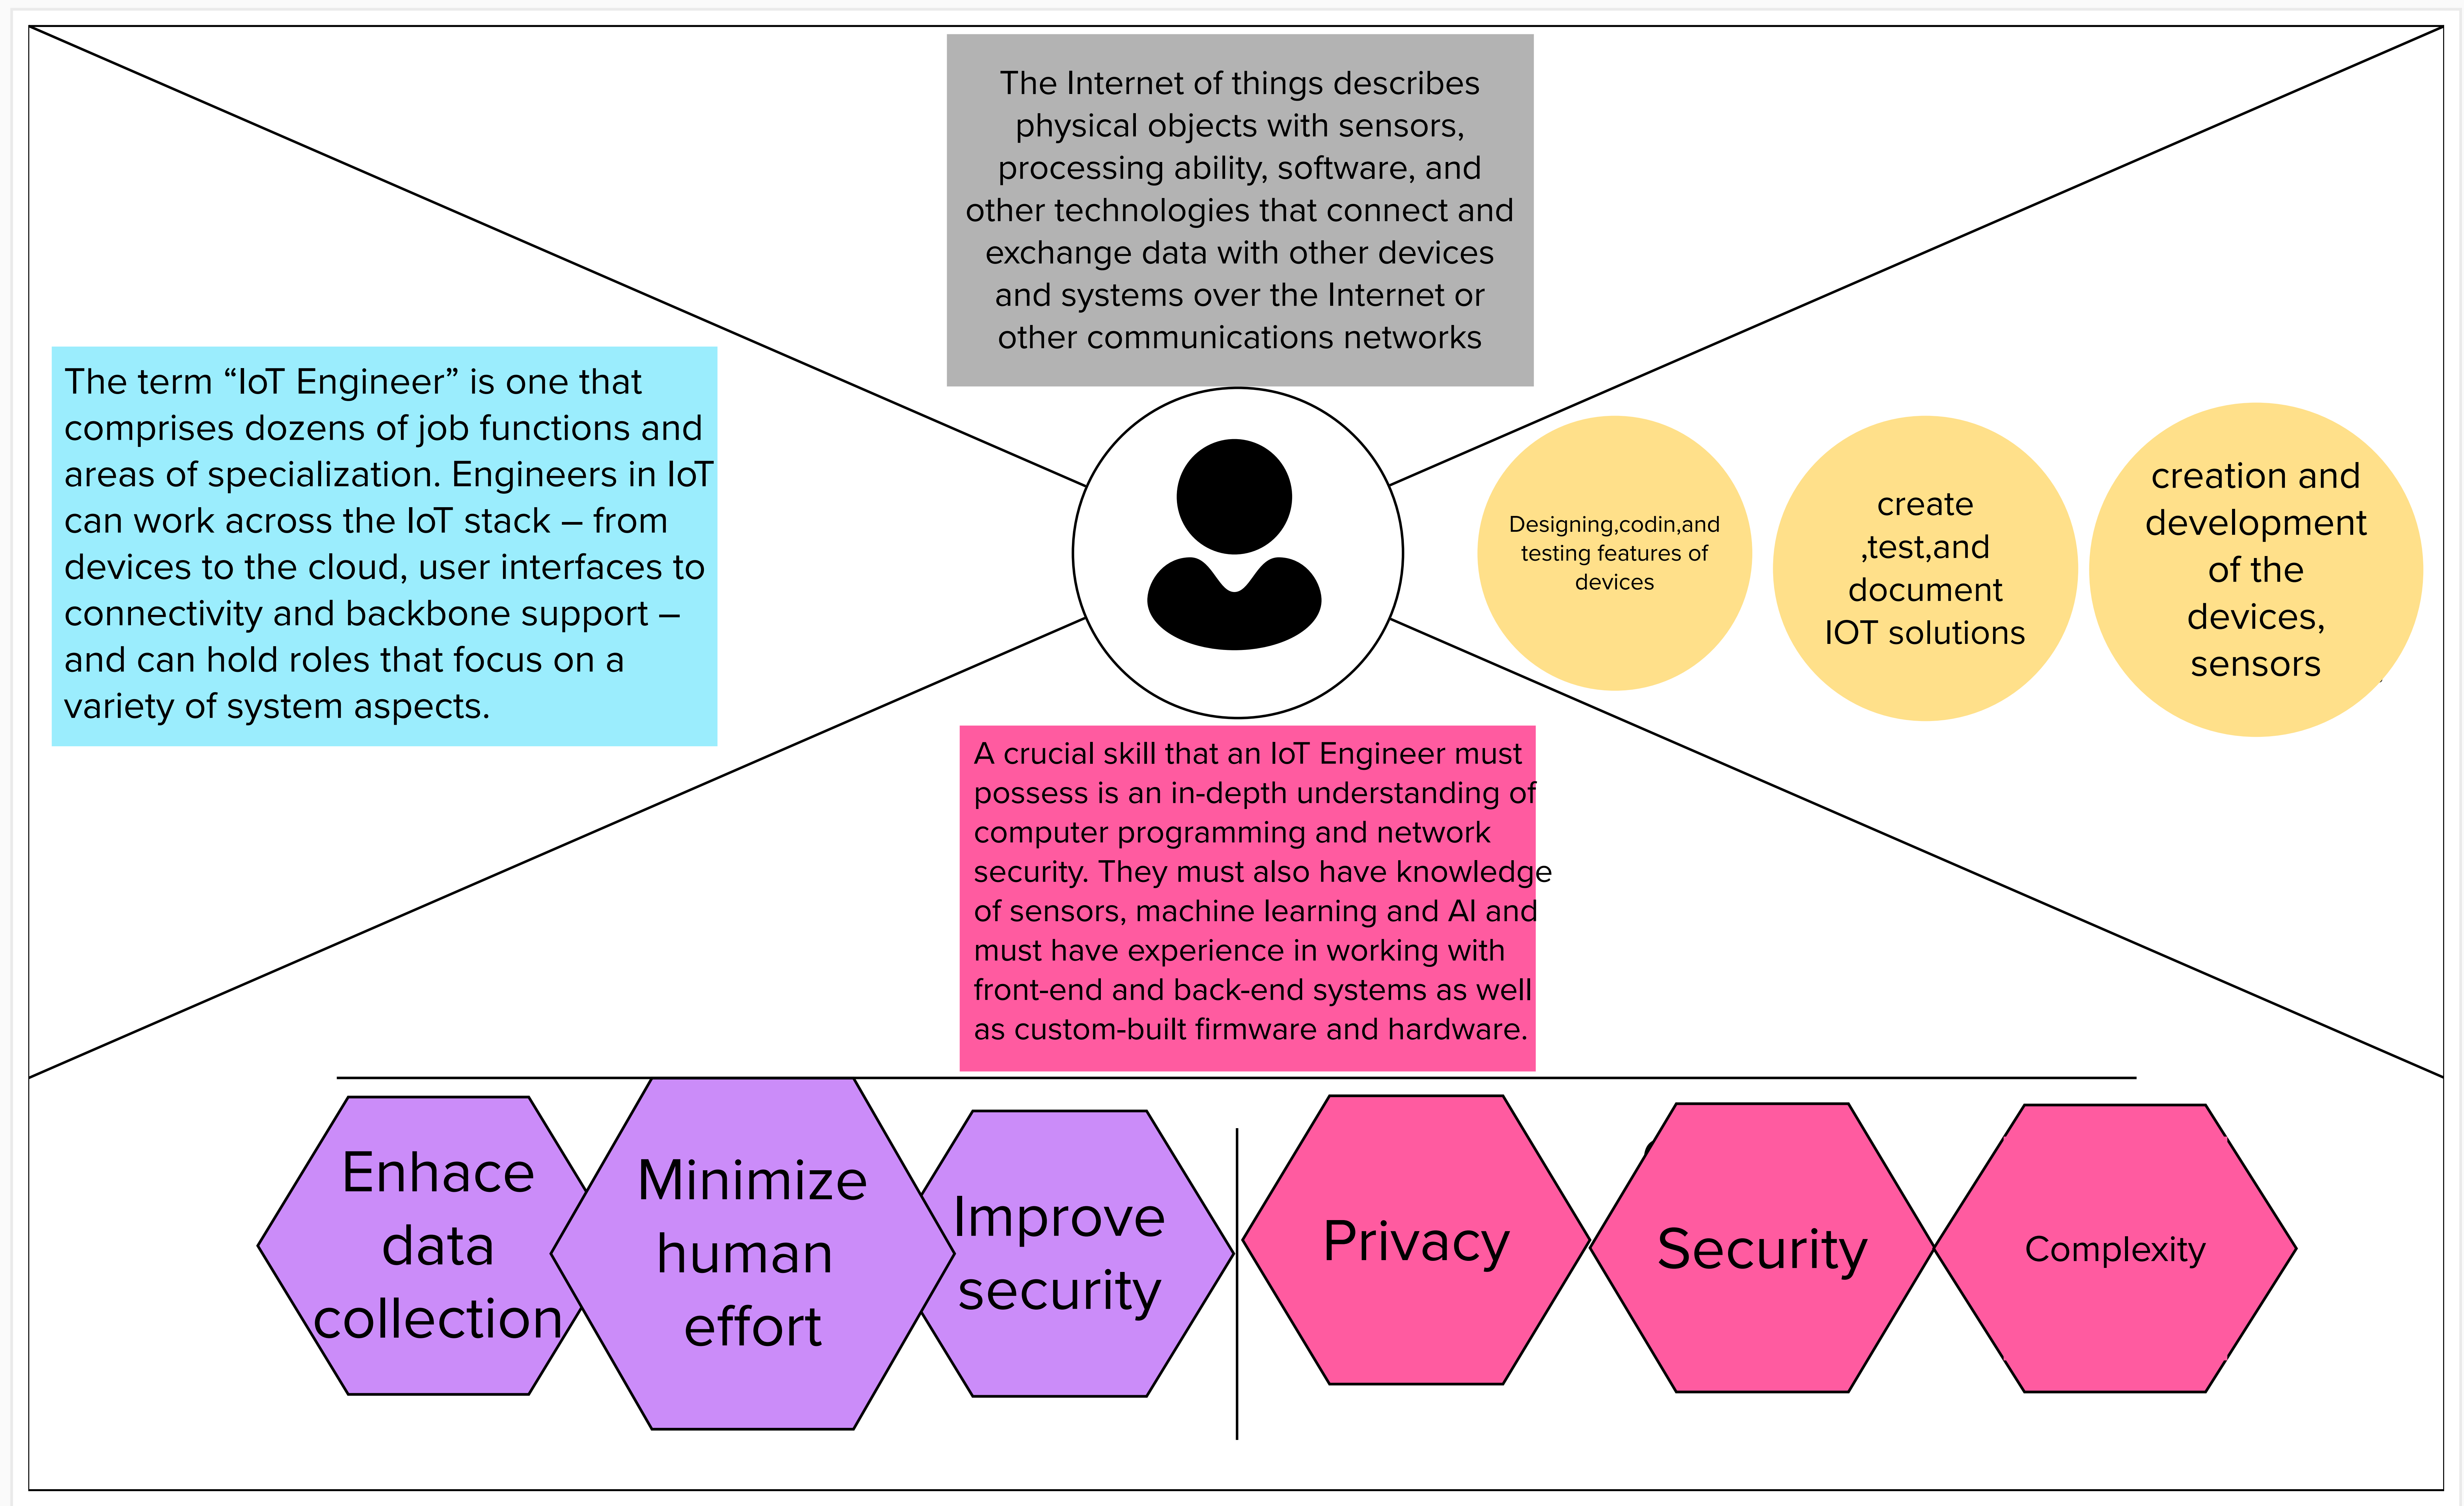 The Internet of things describes
physical objects with sensors,
processing ability, software, and
other technologies that connect and
exchange data with other devices
and systems over the Internet or
other communications networks
The term “IoT Engineer” is one that
comprises dozens of job functions and
areas of specialization. Engineers in IoT
can work across the IoT stack – from
devices to the cloud, user interfaces to
connectivity and backbone support –
and can hold roles that focus on a
variety of system aspects.
Designing,codin,and
testing features of
devices
create
,test,and
document
IOT solutions
creation and
development
of the
devices,
sensors
A crucial skill that an IoT Engineer must
possess is an in-depth understanding of
computer programming and network
security. They must also have knowledge
of sensors, machine learning and AI and
must have experience in working with
front-end and back-end systems as well
as custom-built firmware and hardware.
Enhace
data
collection
Minimize
human
effort
Improve
security
Privacy
Security
Complexity